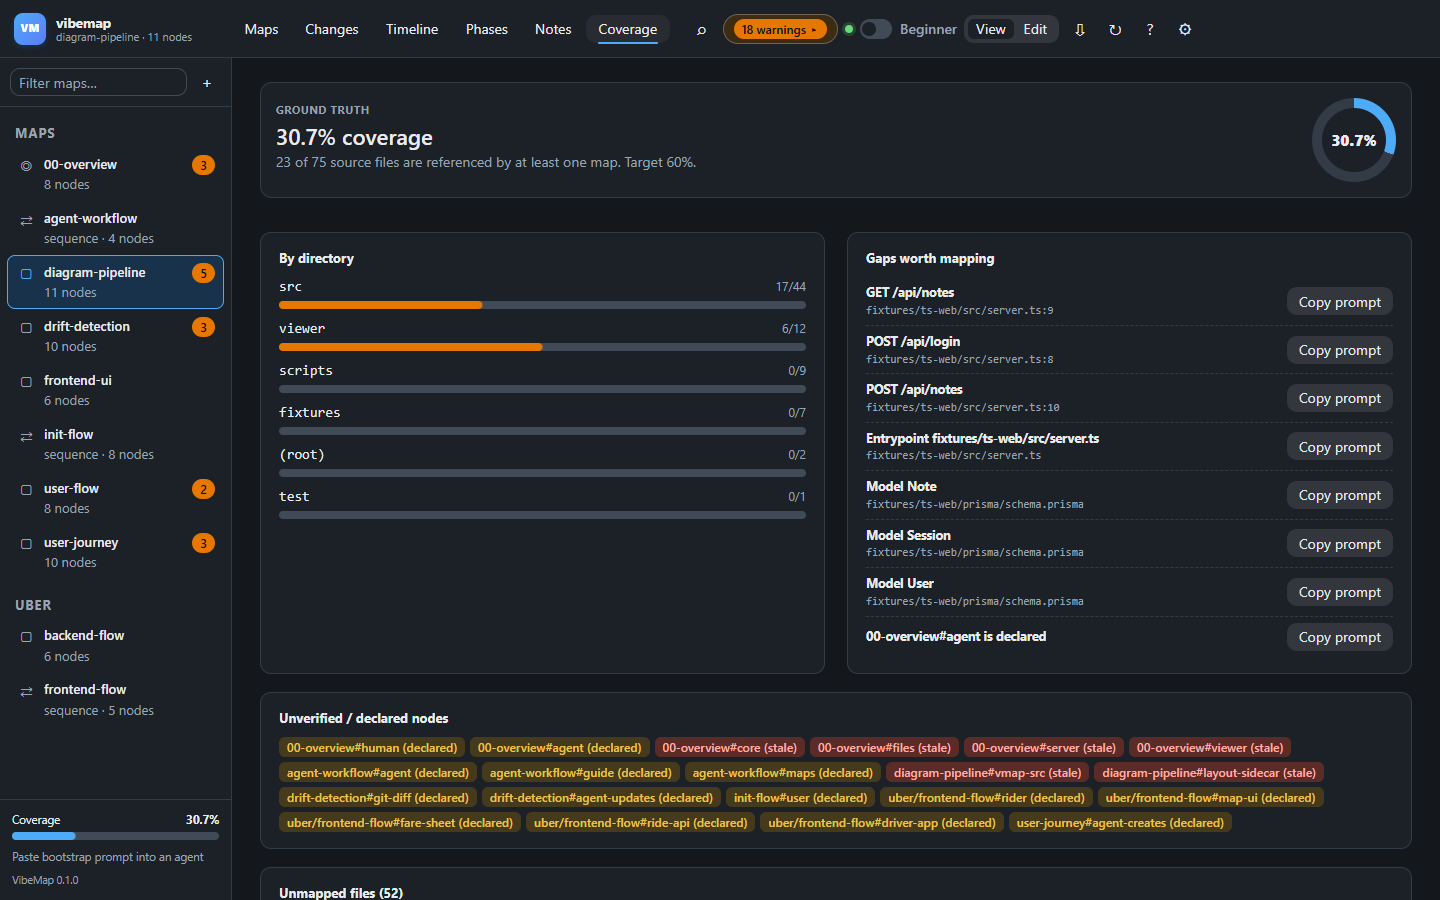 VM
vibemap
diagram-pipeline · 11 nodes
Maps
Changes
Timeline
Phases
Notes
Coverage
18 warnings
Beginner
View
Edit
?
Filter maps...
+
MAPS
00-overview
3
8 nodes
agent-workflow
sequence · 4 nodes
diagram-pipeline
5
11 nodes
drift-detection
3
10 nodes
frontend-ui
6 nodes
init-flow
sequence · 8 nodes
user-flow
2
8 nodes
user-journey
3
10 nodes
UBER
backend-flow
6 nodes
frontend-flow
sequence · 5 nodes
Coverage 30.7%
Paste bootstrap prompt into an agent
VibeMap 0.1.0
GROUND TRUTH
30.7% coverage
23 of 75 source files are referenced by at least one map. Target 60%.
30.7%
By directory
src 17/44
viewer 6/12
scripts 0/9
fixtures 0/7
(root) 0/2
test 0/1
Gaps worth mapping
GET /api/notes
fixtures/ts-web/src/server.ts:9
Copy prompt
POST /api/login
fixtures/ts-web/src/server.ts:8
Copy prompt
POST /api/notes
fixtures/ts-web/src/server.ts:10
Copy prompt
Entrypoint fixtures/ts-web/src/server.ts
fixtures/ts-web/src/server.ts
Copy prompt
Model Note
fixtures/ts-web/prisma/schema.prisma
Copy prompt
Model Session
fixtures/ts-web/prisma/schema.prisma
Copy prompt
Model User
fixtures/ts-web/prisma/schema.prisma
Copy prompt
00-overview#agent is declared
Copy prompt
Unverified / declared nodes
00-overview#human (declared) 00-overview#agent (declared) 00-overview#core (stale) 00-overview#files (stale) 00-overview#server (stale) 00-overview#viewer (stale)
agent-workflow#agent (declared) agent-workflow#guide (declared) agent-workflow#maps (declared) diagram-pipeline#vmap-src (stale) diagram-pipeline#layout-sidecar (stale)
drift-detection#git-diff (declared) drift-detection#agent-updates (declared) init-flow#user (declared) uber/frontend-flow#rider (declared) uber/frontend-flow#map-ui (declared)
uber/frontend-flow#fare-sheet (declared) uber/frontend-flow#ride-api (declared) uber/frontend-flow#driver-app (declared) user-journey#agent-creates (declared)
Unmapped files (52)